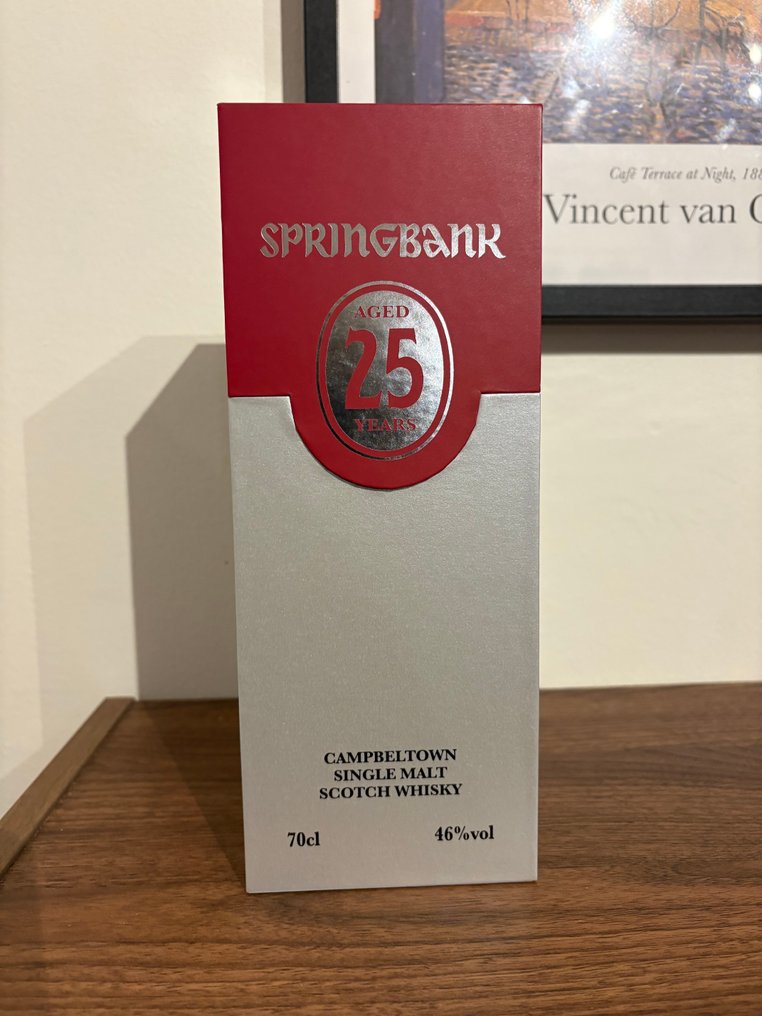 Café Terrace at Night, 188
Vincent van G
SPRINGBANK
AGED
25
YEARS
CAMPBELTOWN
SINGLE MALT
SCOTCH WHISKY
70cl
46%vol